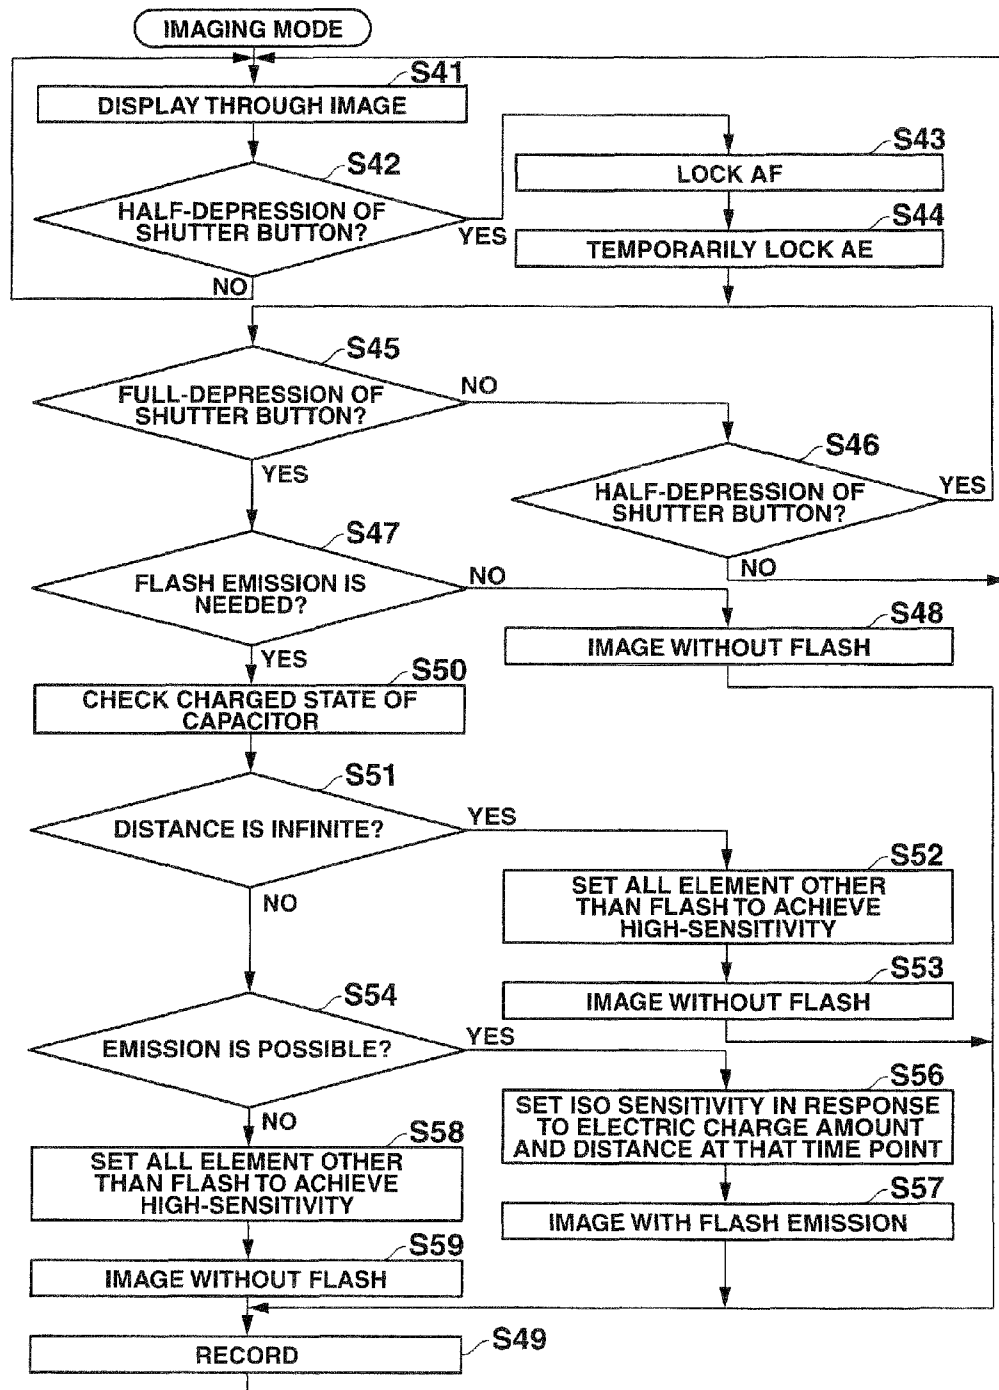 IMAGING MODE
S41
DISPLAY THROUGH IMAGE
S42
HALF-DEPRESSION OF
SHUTTER BUTTON?
YES
NO
S43
LOCK AF
S44
TEMPORARILY LOCK AE
S45
FULL-DEPRESSION OF
SHUTTER BUTTON?
NO
YES
S46
HALF-DEPRESSION OF
SHUTTER BUTTON?
YES
NO
S47
FLASH EMISSION IS
NEEDED?
NO
YES
S48
IMAGE WITHOUT FLASH
S50
CHECK CHARGED STATE OF
CAPACITOR
S51
DISTANCE IS INFINITE?
YES
NO
S52
SET ALL ELEMENT OTHER
THAN FLASH TO ACHIEVE
HIGH-SENSITIVITY
S53
IMAGE WITHOUT FLASH
S54
EMISSION IS POSSIBLE?
YES
NO
S56
SET ISO SENSITIVITY IN RESPONSE
TO ELECTRIC CHARGE AMOUNT
AND DISTANCE AT THAT TIME POINT
S57
IMAGE WITH FLASH EMISSION
S58
SET ALL ELEMENT OTHER
THAN FLASH TO ACHIEVE
HIGH-SENSITIVITY
S59
IMAGE WITHOUT FLASH
S49
RECORD